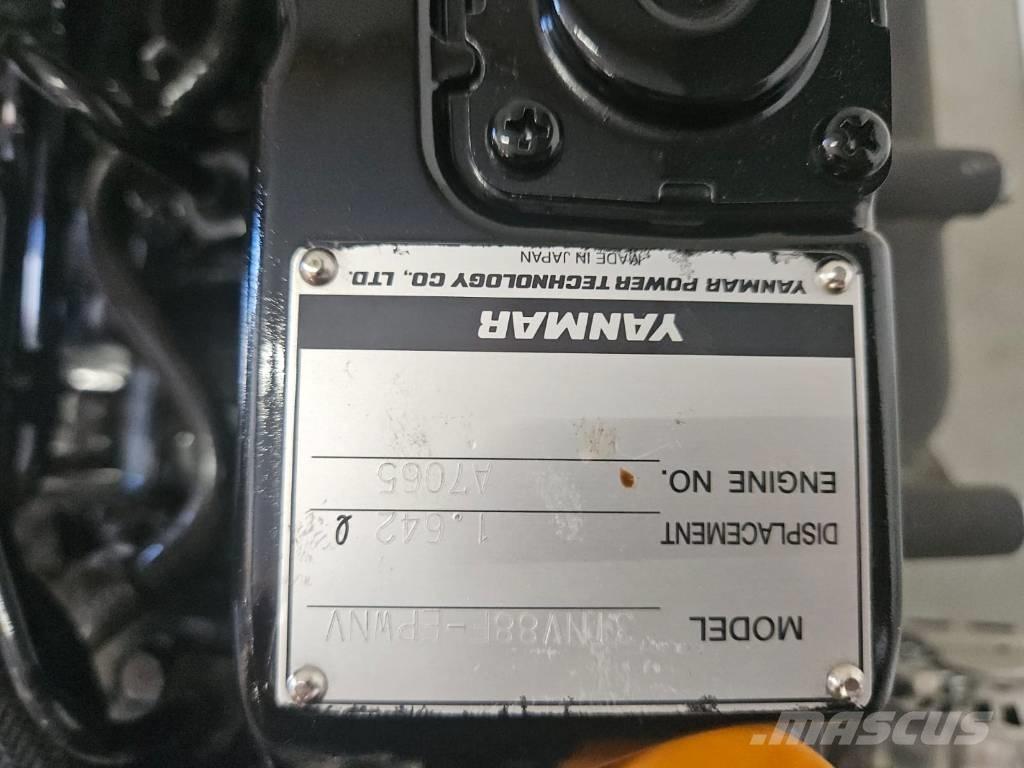 MODEL 3TNV88F-EPWNV
DISPLACEMENT 1.642 ℓ
ENGINE NO. A7065
YANMAR
YANMAR POWER TECHNOLOGY CO., LTD.
MADE IN JAPAN
MASCUS